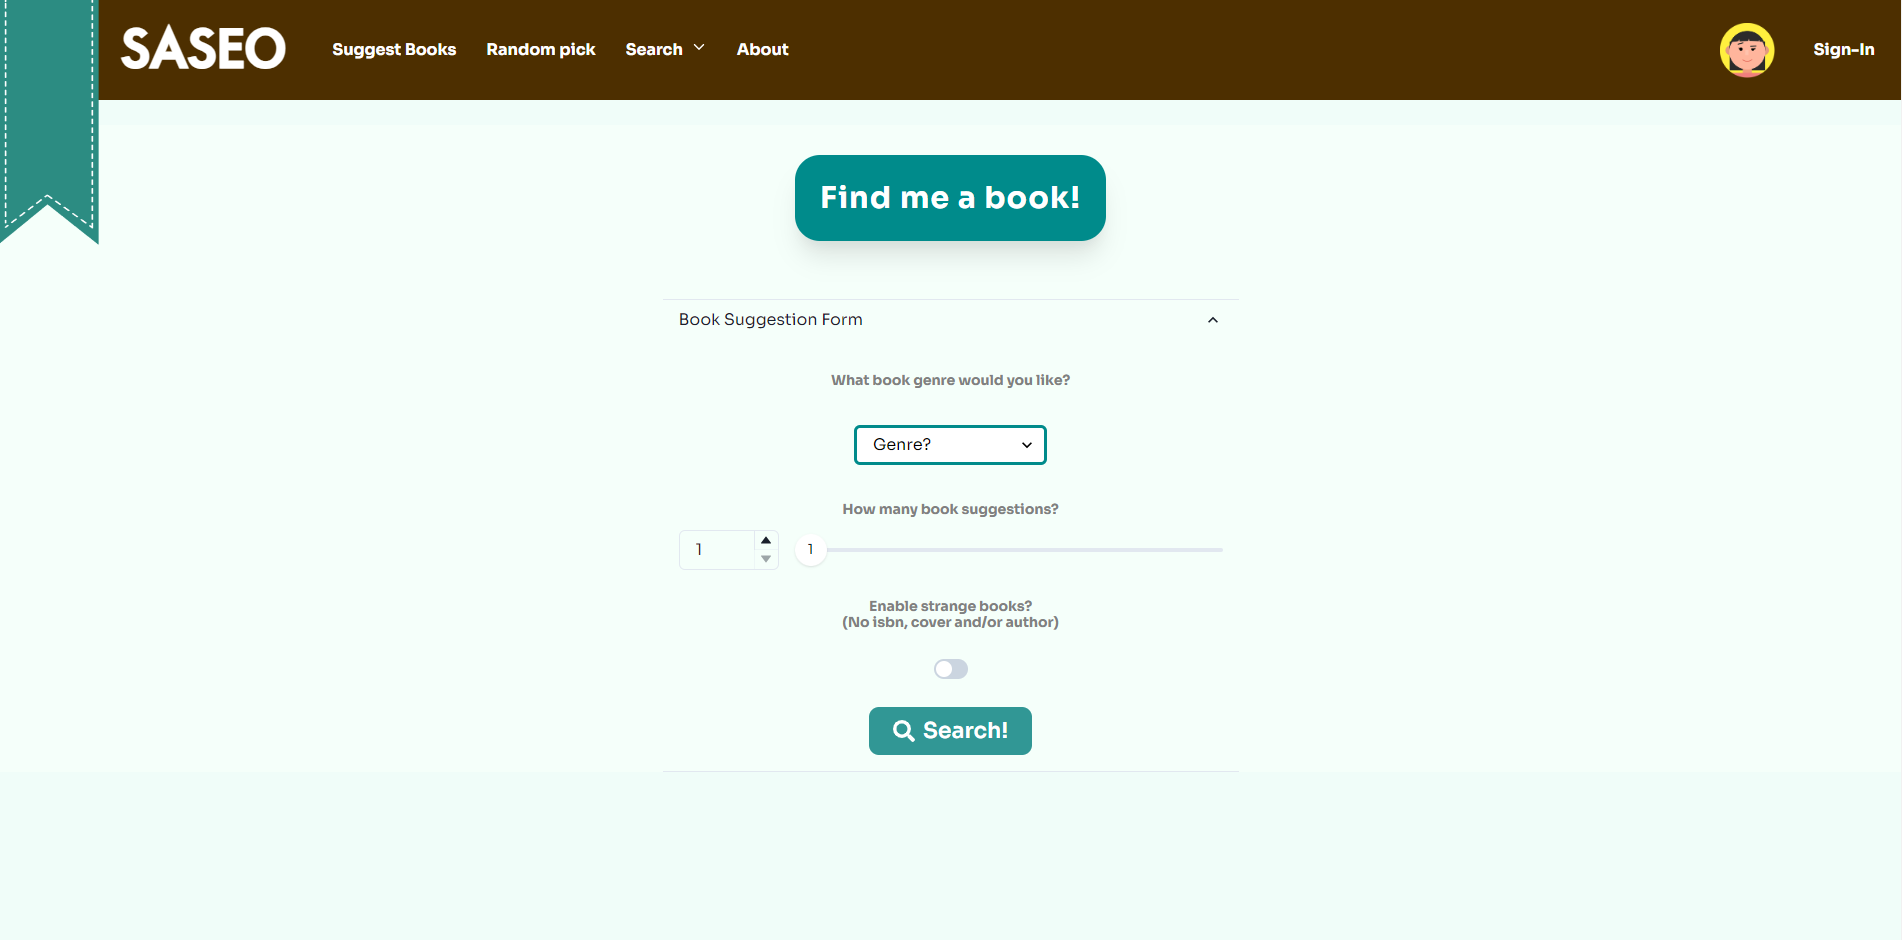 SASEO
Suggest Books
Random pick
Search
About
Sign-In
Find me a book!
Book Suggestion Form
What book genre would you like?
Genre?
How many book suggestions?
1
1
Enable strange books?
(No isbn, cover and/or author)
Search!